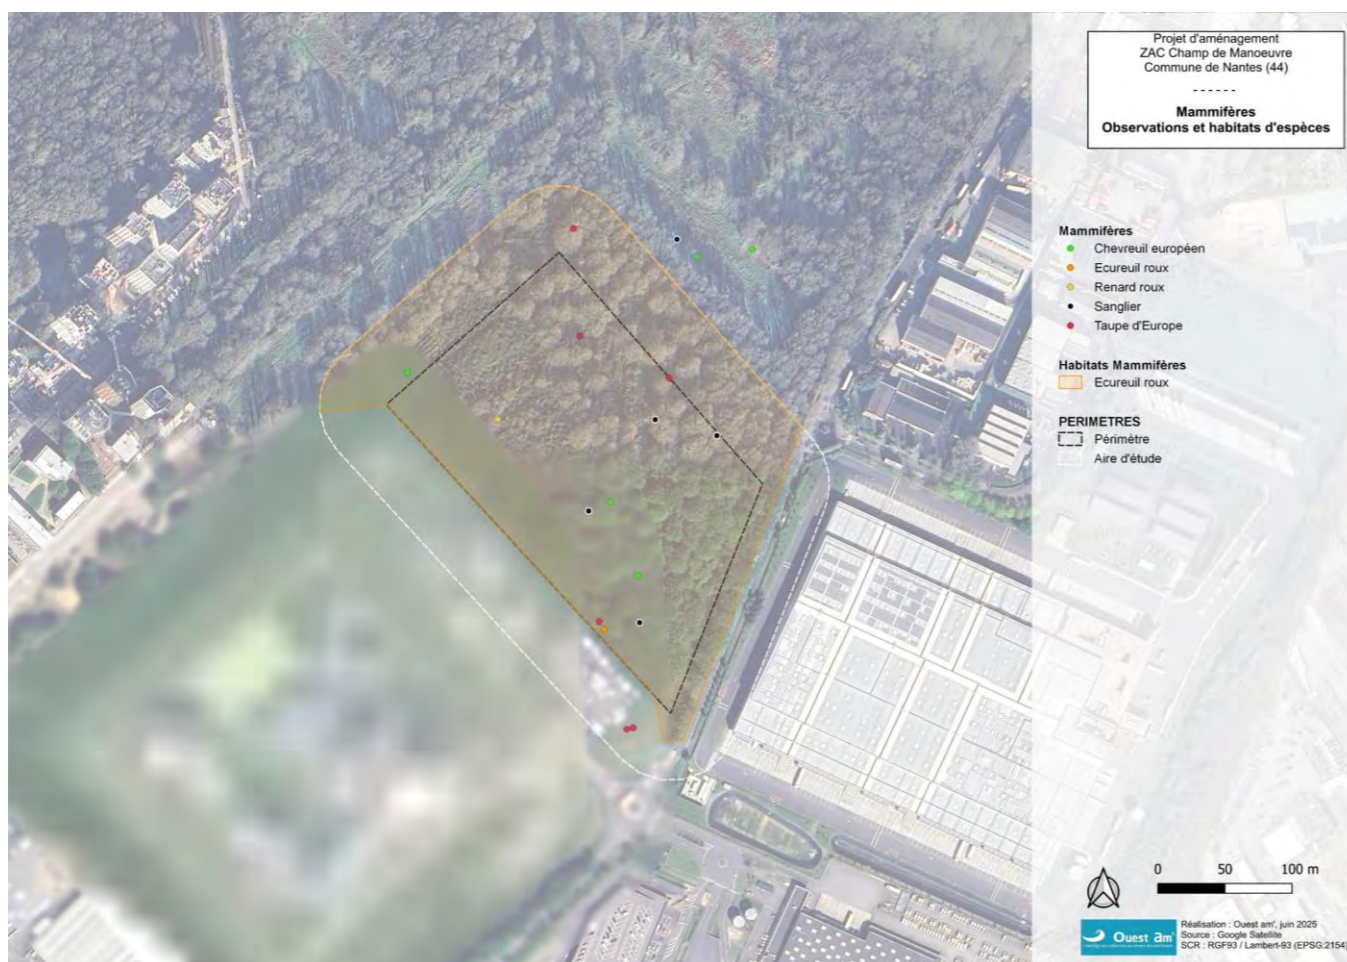 Projet d'aménagement
ZAC Champ de Manoeuvre
Commune de Nantes (44)
- - - - - -
Mammifères
Observations et habitats d'espèces
Mammifères
Chevreuil européen
Ecureuil roux
Renard roux
Sanglier
Taupe d'Europe
Habitats Mammifères
Ecureuil roux
PERIMETRES
Périmètre
Aire d'étude
0 50 100 m
Ouest am'
Réalisation : Ouest am', juin 2025
Source : Google Satellite
SCR : RGF93 / Lambert-93 (EPSG:2154)